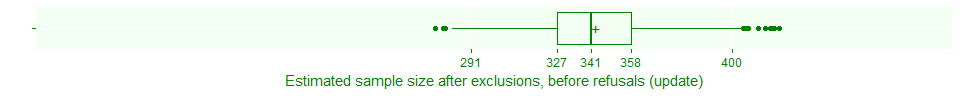 291 327 341 358 400
Estimated sample size after exclusions, before refusals (update)